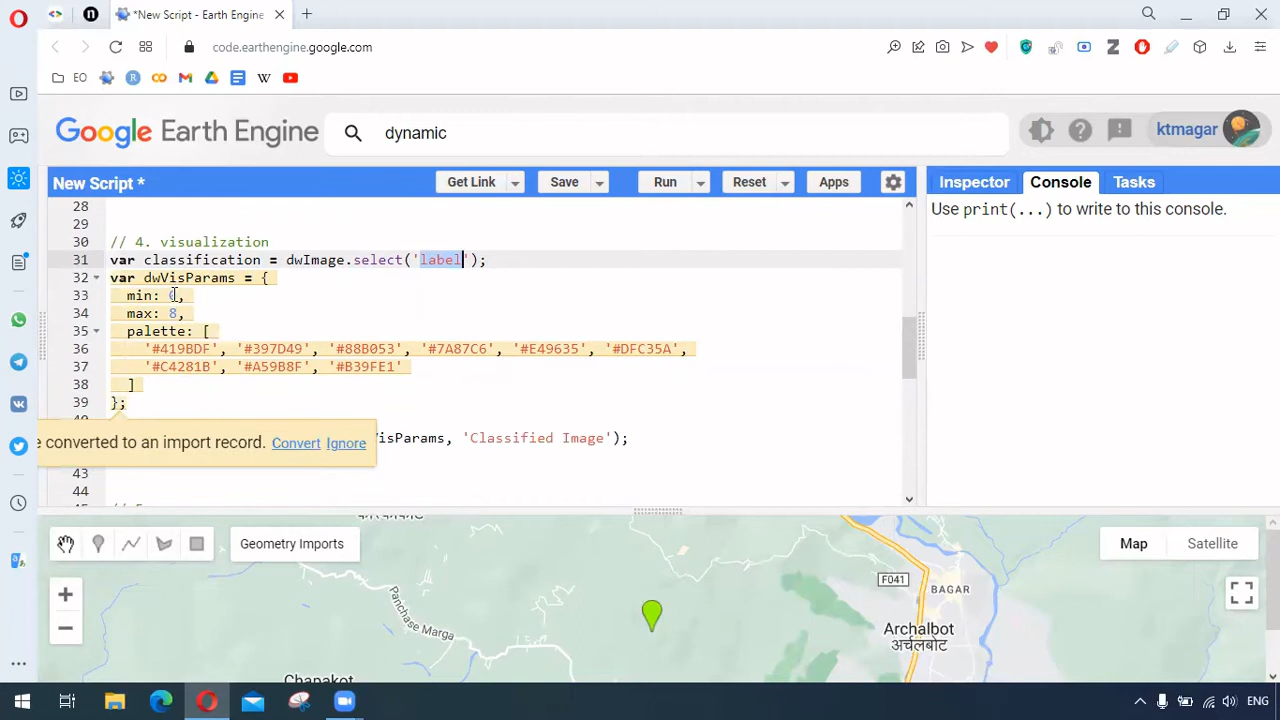 *New Script - Earth Engine
code.earthengine.google.com
EO
Google Earth Engine
dynamic
ktmagar
New Script *
Get Link
Save
Run
Reset
Apps
Inspector
Console
Tasks
Use print(...) to write to this console.
28
29
30 // 4. visualization
31 var classification = dwImage.select('label');
32 var dwVisParams = {
33 min: 0,
34 max: 8,
35 palette: [
36 '#419BDF', '#397D49', '#88B053', '#7A87C6', '#E49635', '#DFC35A',
37 '#C4281B', '#A59B8F', '#B39FE1'
38 ]
39 };
e converted to an import record. Convert Ignore
isParams, 'Classified Image');
43
44
Geometry Imports
Map
Satellite
Panchase Marga
F041
BAGAR
Archalbot
अर्चलबोट
Chapakot
ENG